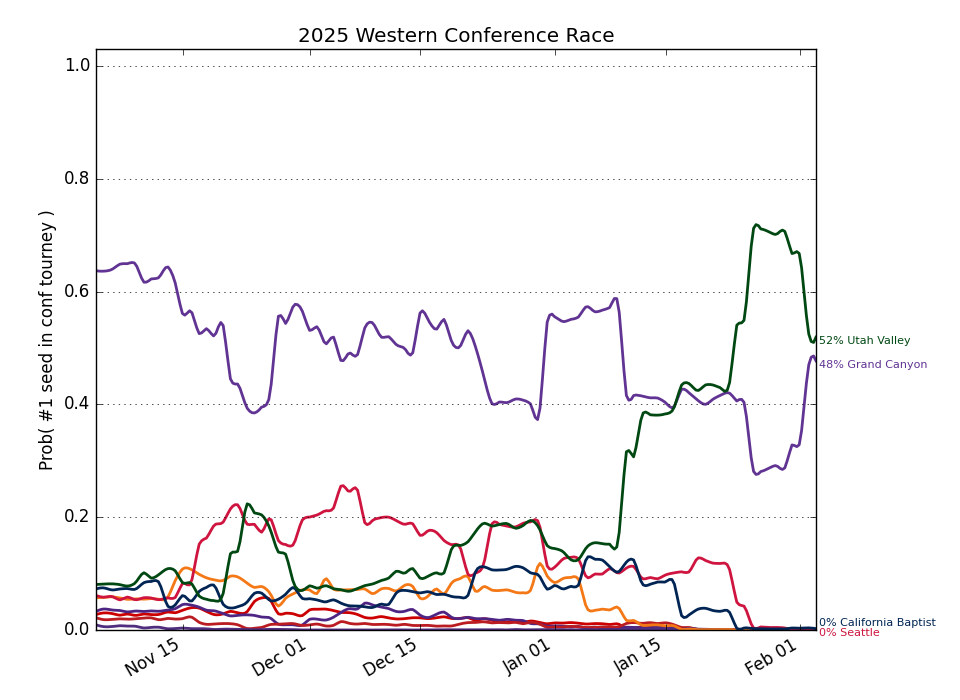 2025 Western Conference Race
Prob( #1 seed in conf tourney )
1.0
0.8
0.6
0.4
0.2
0.0
52% Utah Valley
48% Grand Canyon
0% California Baptist
0% Seattle
Nov 15
Dec 01
Dec 15
Jan 01
Jan 15
Feb 01